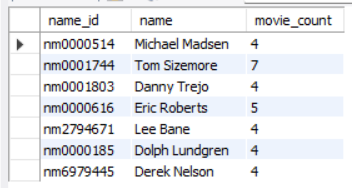 name_id name movie_count
nm0000514 Michael Madsen 4
nm0001744 Tom Sizemore 7
nm0001803 Danny Trejo 4
nm0000616 Eric Roberts 5
nm2794671 Lee Bane 4
nm0000185 Dolph Lundgren 4
nm6979445 Derek Nelson 4